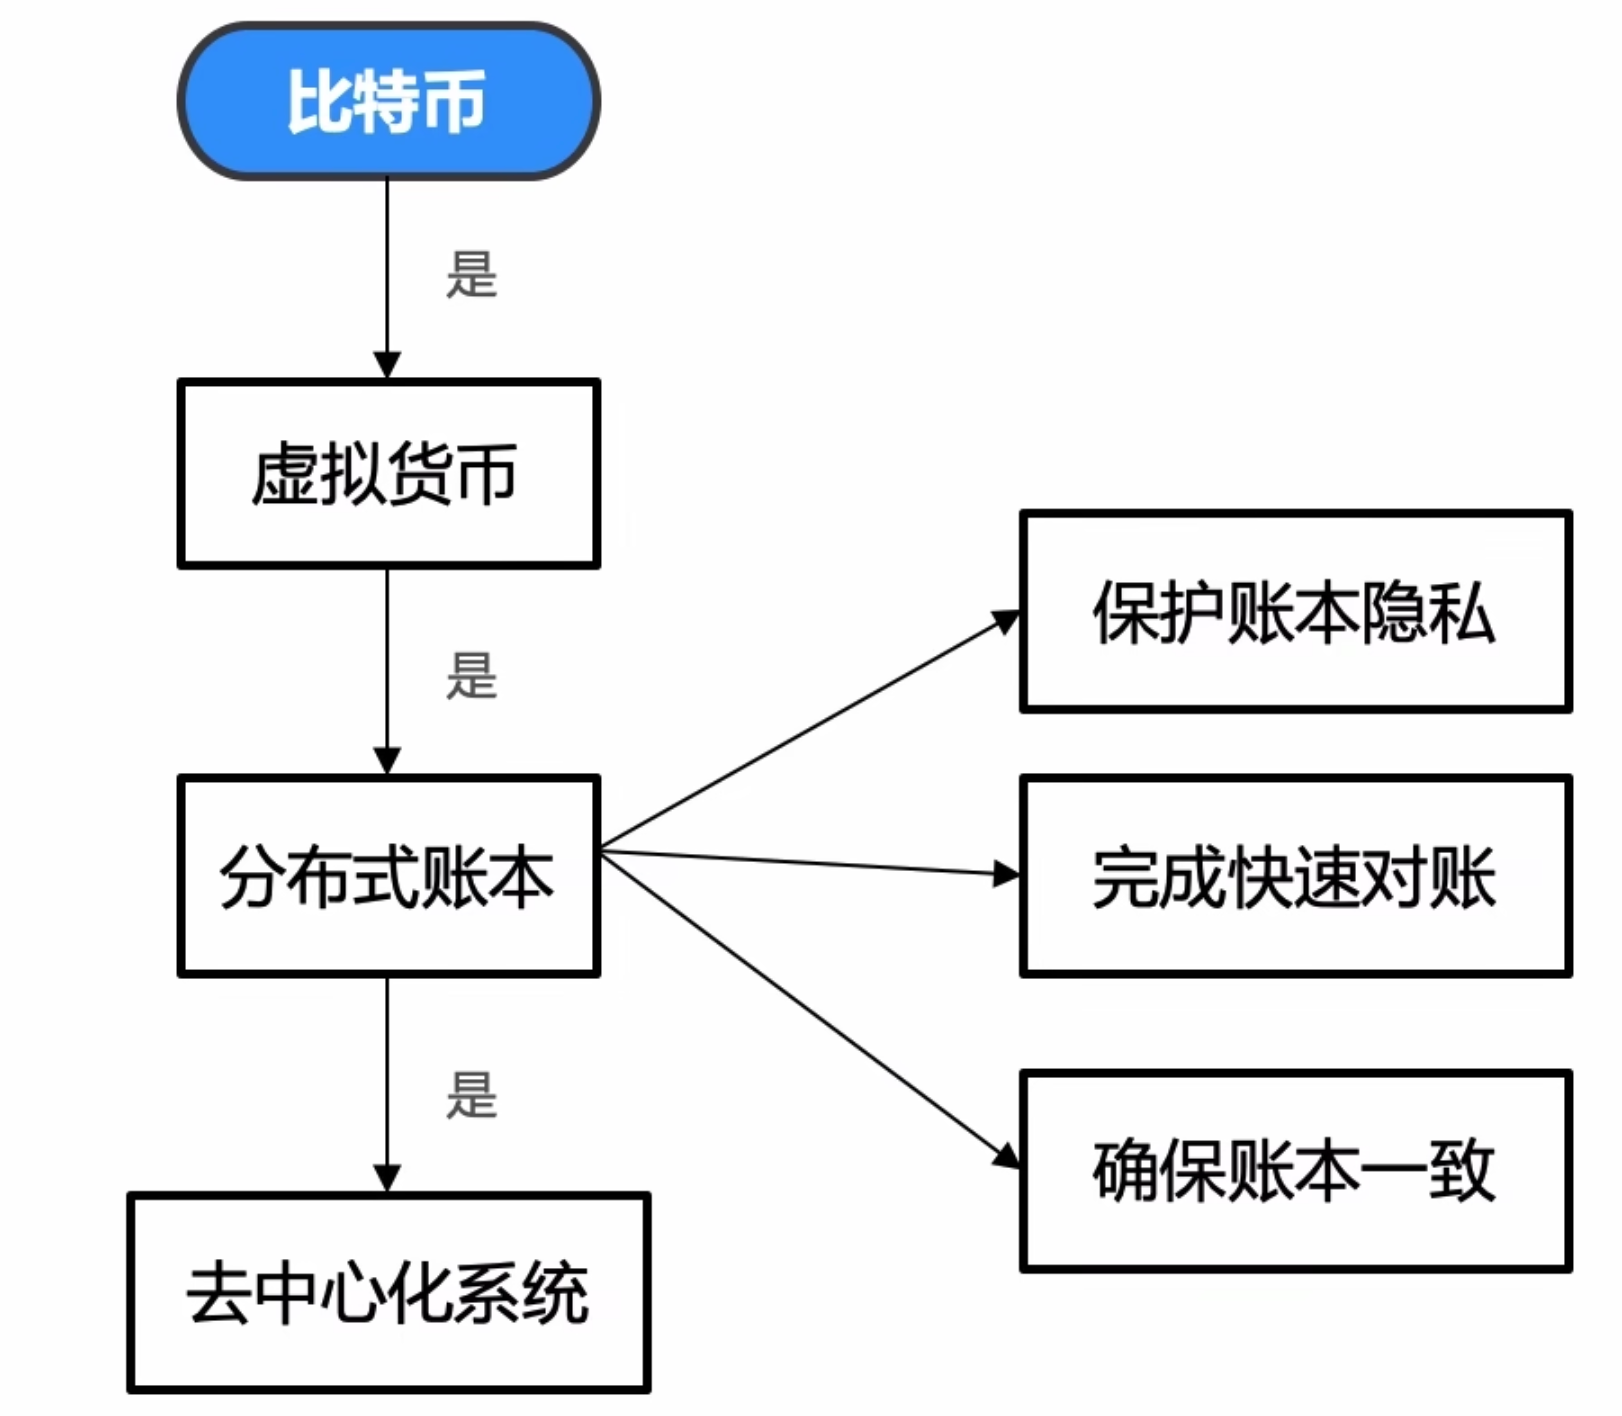 比特币
是
虚拟货币
是
分布式账本
保护账本隐私
完成快速对账
确保账本一致
是
去中心化系统